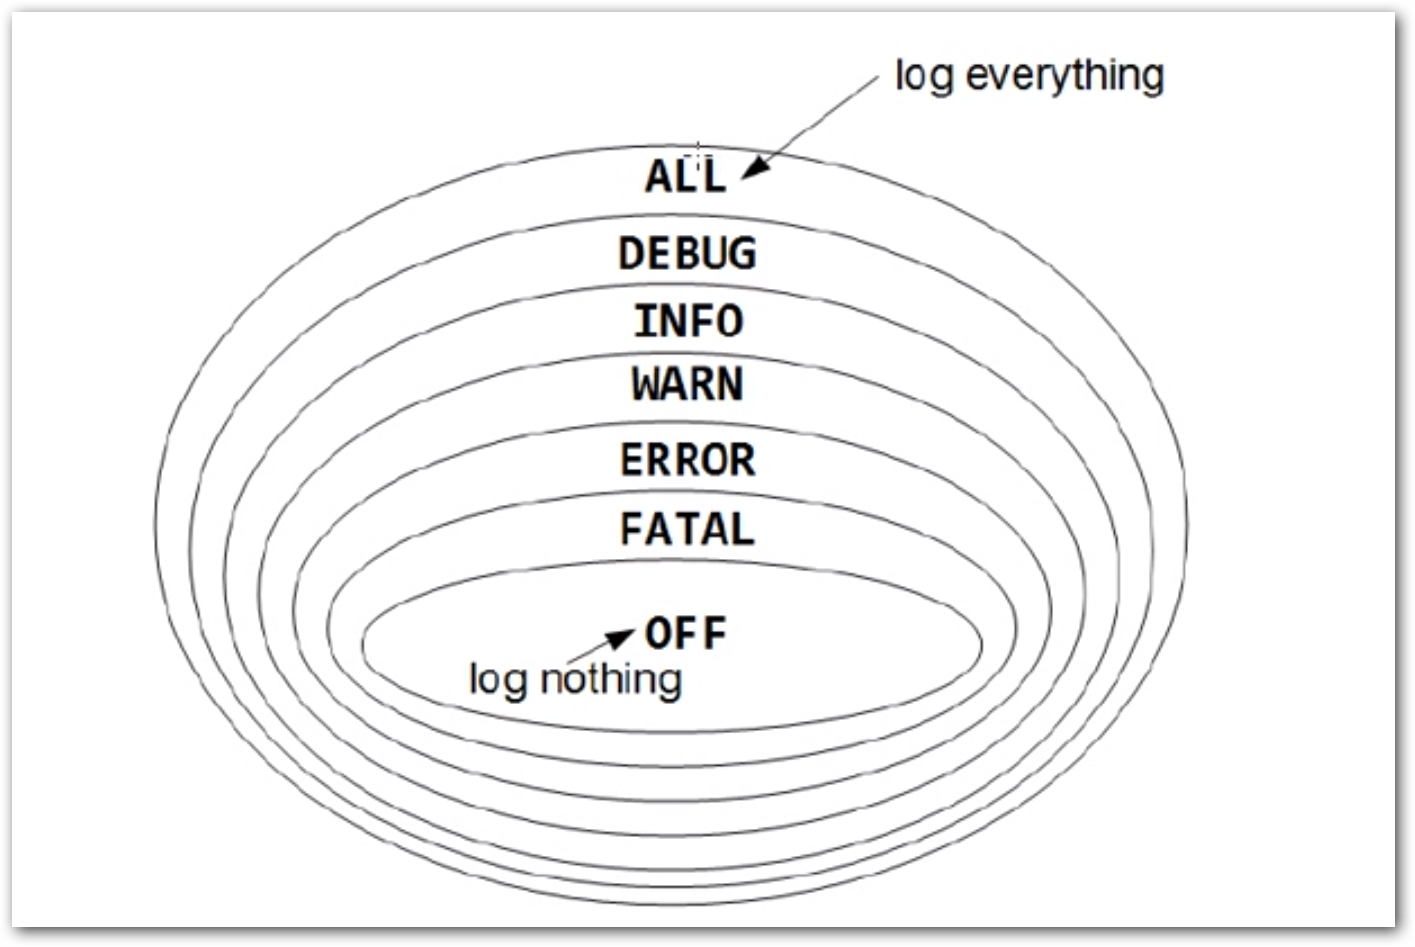 log everything
ALL
DEBUG
INFO
WARN
ERROR
FATAL
OFF
log nothing